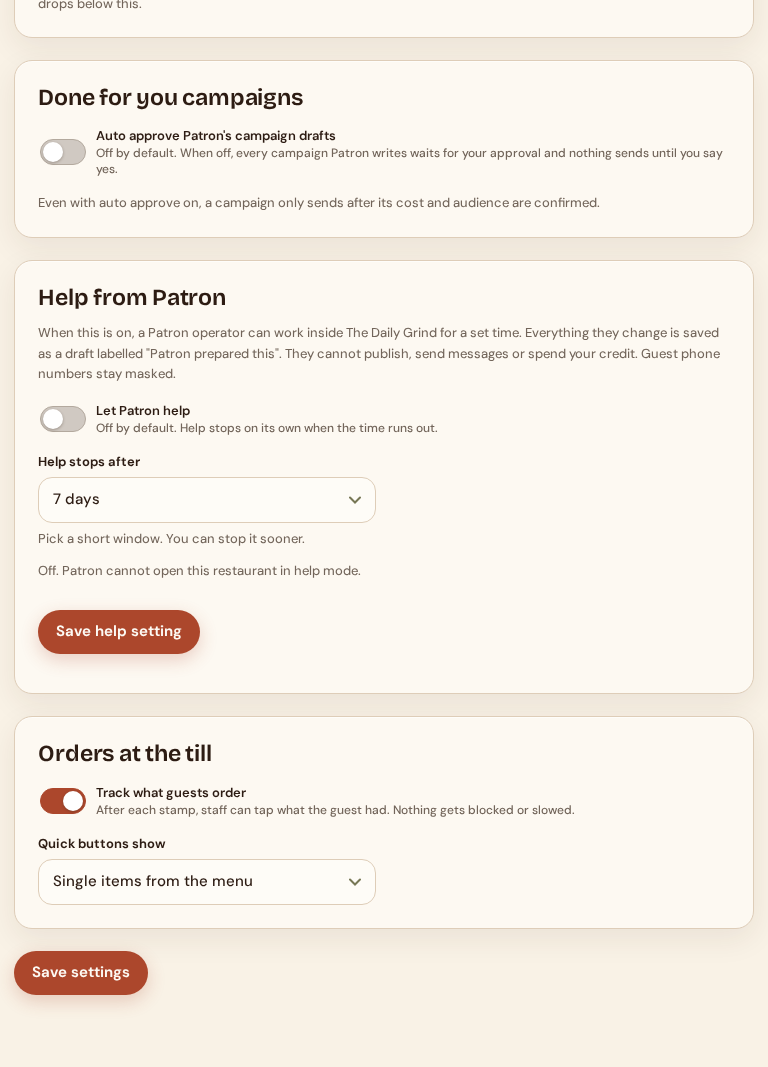 drops below this.
Done for you campaigns
Auto approve Patron's campaign drafts
Off by default. When off, every campaign Patron writes waits for your approval and nothing sends until you say
yes.
Even with auto approve on, a campaign only sends after its cost and audience are confirmed.
Help from Patron
When this is on, a Patron operator can work inside The Daily Grind for a set time. Everything they change is saved
as a draft labelled "Patron prepared this". They cannot publish, send messages or spend your credit. Guest phone
numbers stay masked.
Let Patron help
Off by default. Help stops on its own when the time runs out.
Help stops after
7 days
Pick a short window. You can stop it sooner.
Off. Patron cannot open this restaurant in help mode.
Save help setting
Orders at the till
Track what guests order
After each stamp, staff can tap what the guest had. Nothing gets blocked or slowed.
Quick buttons show
Single items from the menu
Save settings